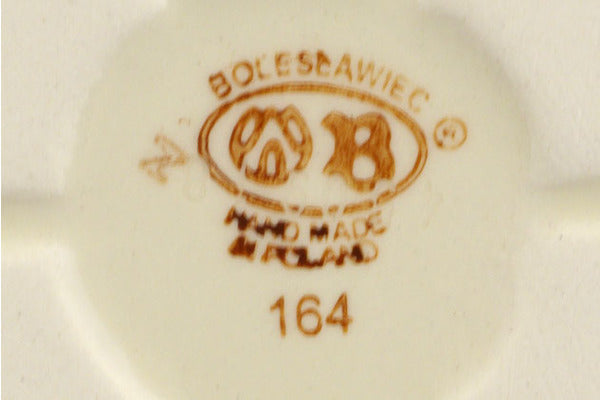 BOLESŁAWIEC
B
®
HAND MADE
IN POLAND
164